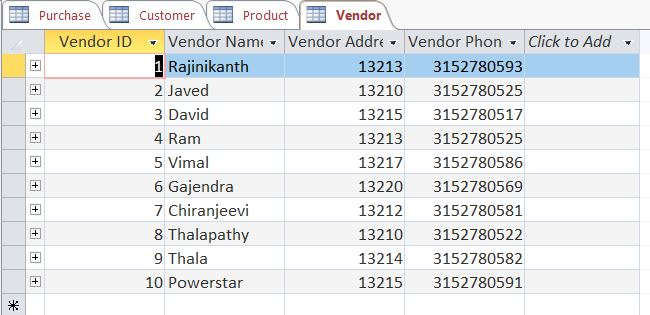 Purchase Customer Product Vendor
Vendor ID Vendor Name Vendor Addre Vendor Phon Click to Add
1 Rajinikanth 13213 3152780593
2 Javed 13210 3152780525
3 David 13215 3152780517
4 Ram 13213 3152780525
5 Vimal 13217 3152780586
6 Gajendra 13220 3152780569
7 Chiranjeevi 13212 3152780581
8 Thalapathy 13210 3152780522
9 Thala 13214 3152780582
10 Powerstar 13215 3152780591